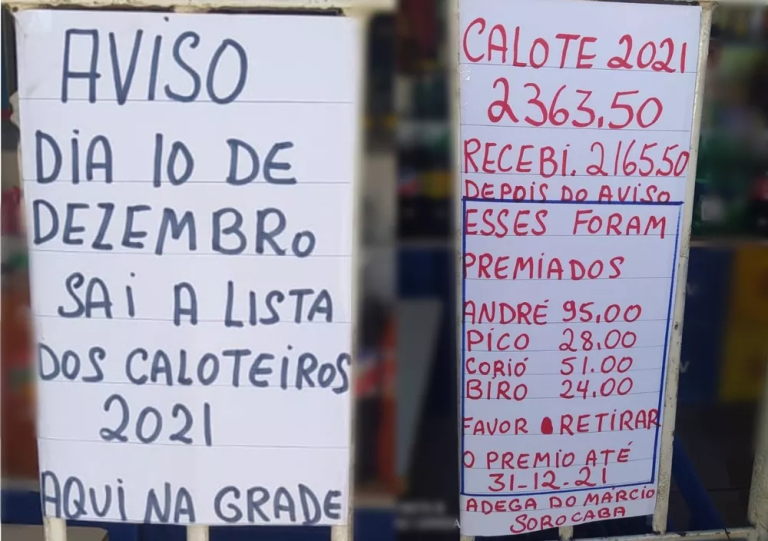 AVISO
DIA 10 DE
DEZEMBRO
SAI A LISTA
DOS CALOTEIROS
2021
AQUI NA GRADE
CALOTE 2021
2363,50
RECEBI. 2165,50
DEPOIS DO AVISO
ESSES FORAM
PREMIADOS
ANDRÉ 95,00
PÍCO 28,00
CORIÓ 51,00
BÍRO 24,00
FAVOR RETIRAR
O PREMIO ATÉ
31-12-21
ADEGA DO MARCIO
SOROCABA